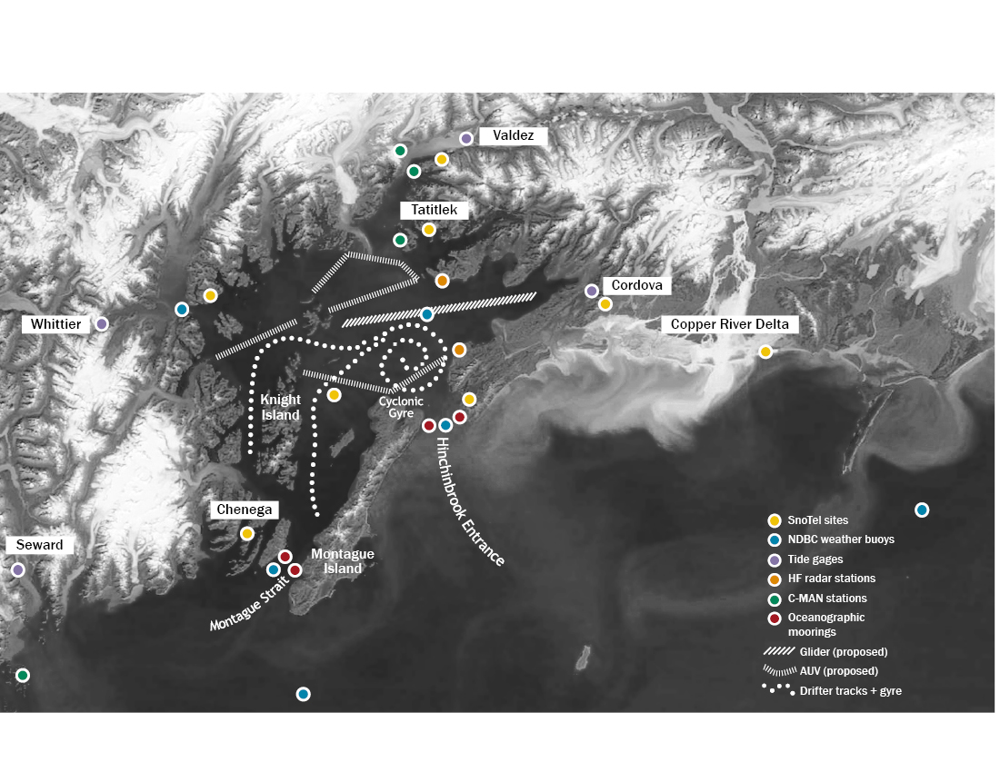 Valdez
Tatitlek
Cordova
Whittier
Copper River Delta
Knight
Island
Cyclonic
Gyre
Hinchinbrook Entrance
Chenega
Seward
Montague
Island
Montague Strait
SnoTel sites
NDBC weather buoys
Tide gages
HF radar stations
C-MAN stations
Oceanographic
moorings
Glider (proposed)
AUV (proposed)
Drifter tracks + gyre